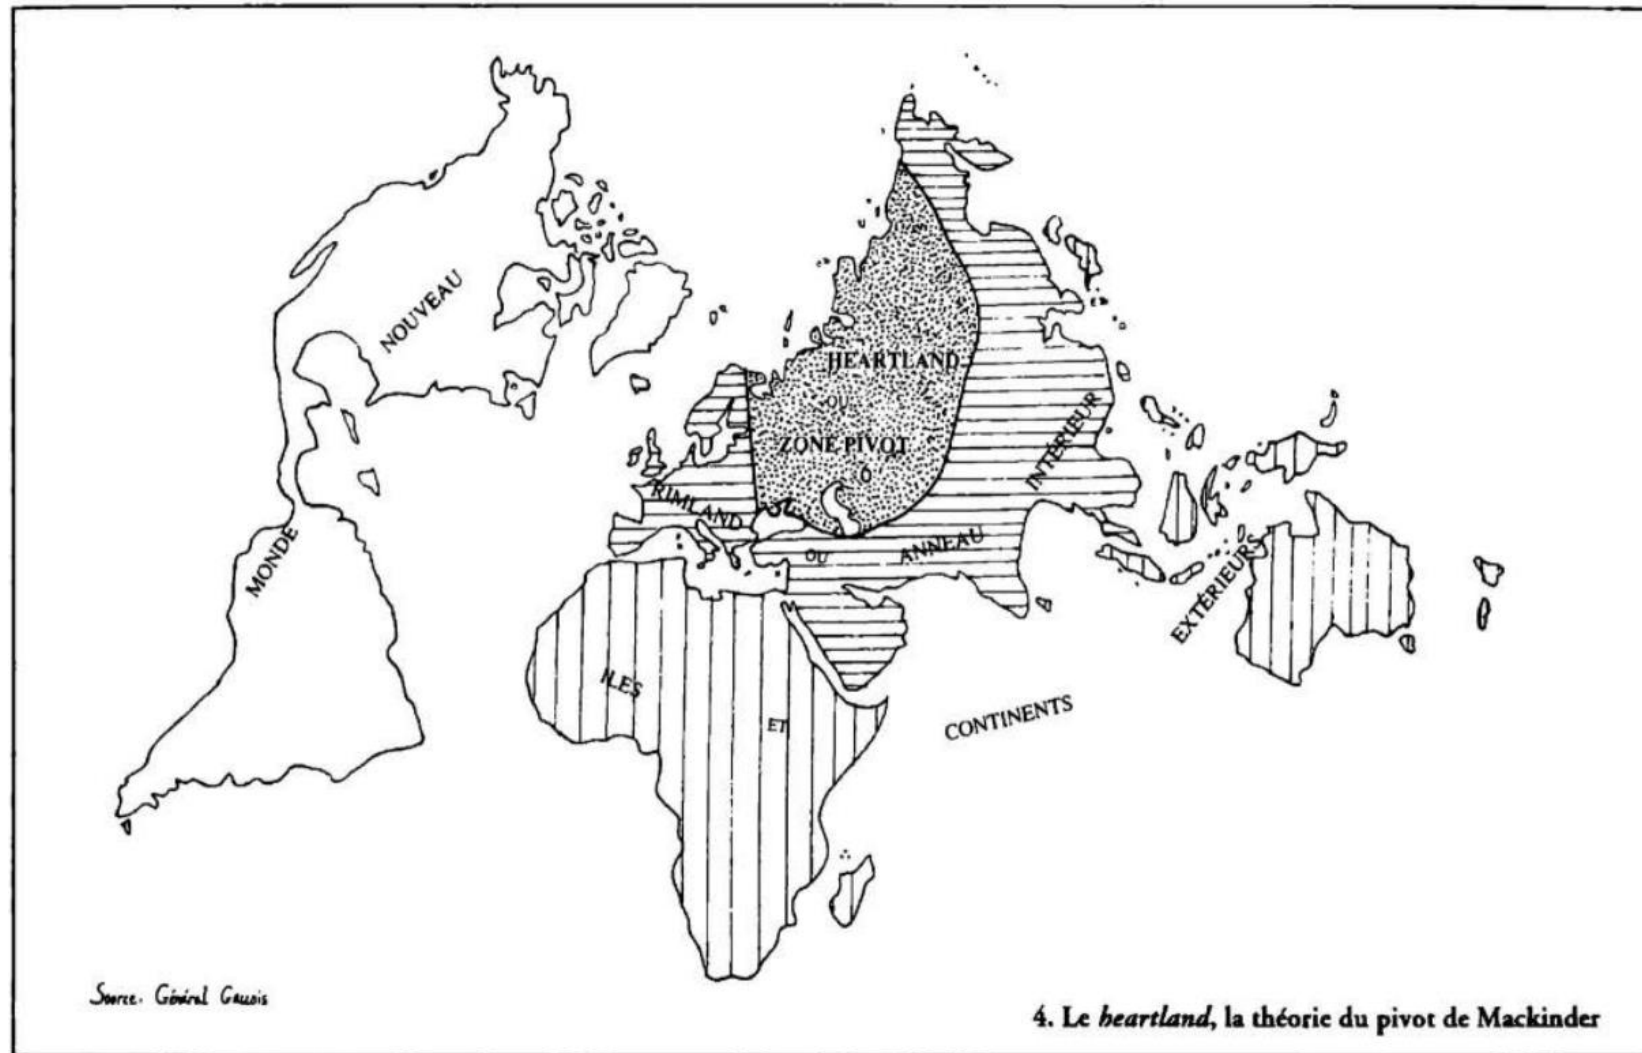 NOUVEAU
MONDE
HEARTLAND
OU
ZONE PIVOT
RIMLAND
OU
ANNEAU
INTÉRIEUR
ILES
ET
CONTINENTS
EXTÉRIEURS
Source. Général Gallois
4. Le heartland, la théorie du pivot de Mackinder